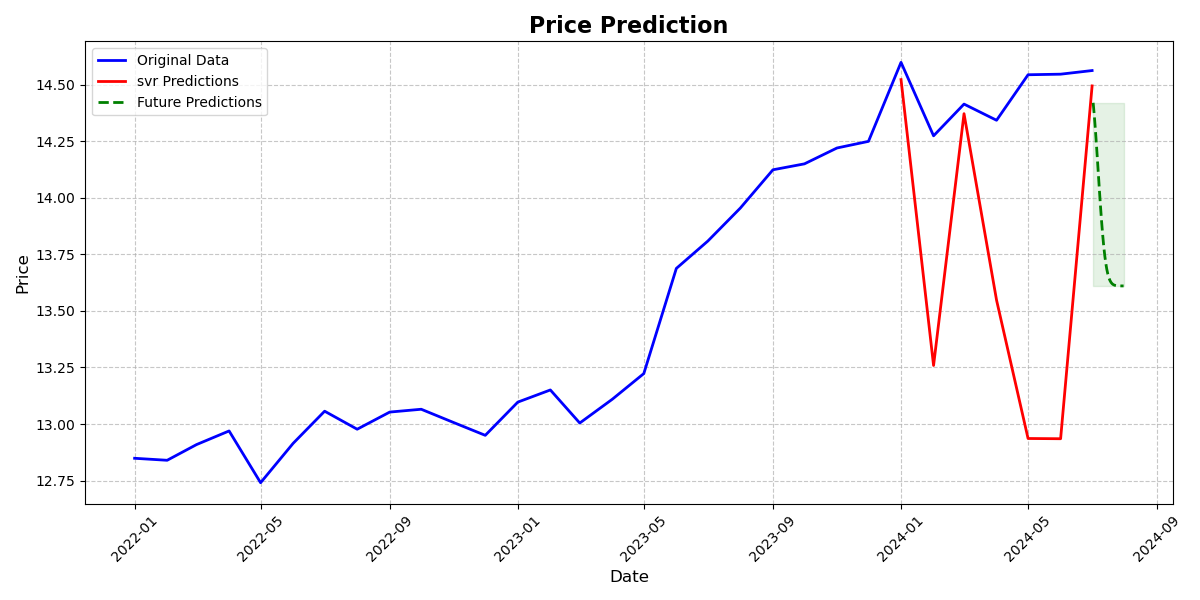 Price Prediction
Original Data
svr Predictions
Future Predictions
Price
14.50
14.25
14.00
13.75
13.50
13.25
13.00
12.75
2022-01
2022-05
2022-09
2023-01
2023-05
2023-09
2024-01
2024-05
2024-09
Date